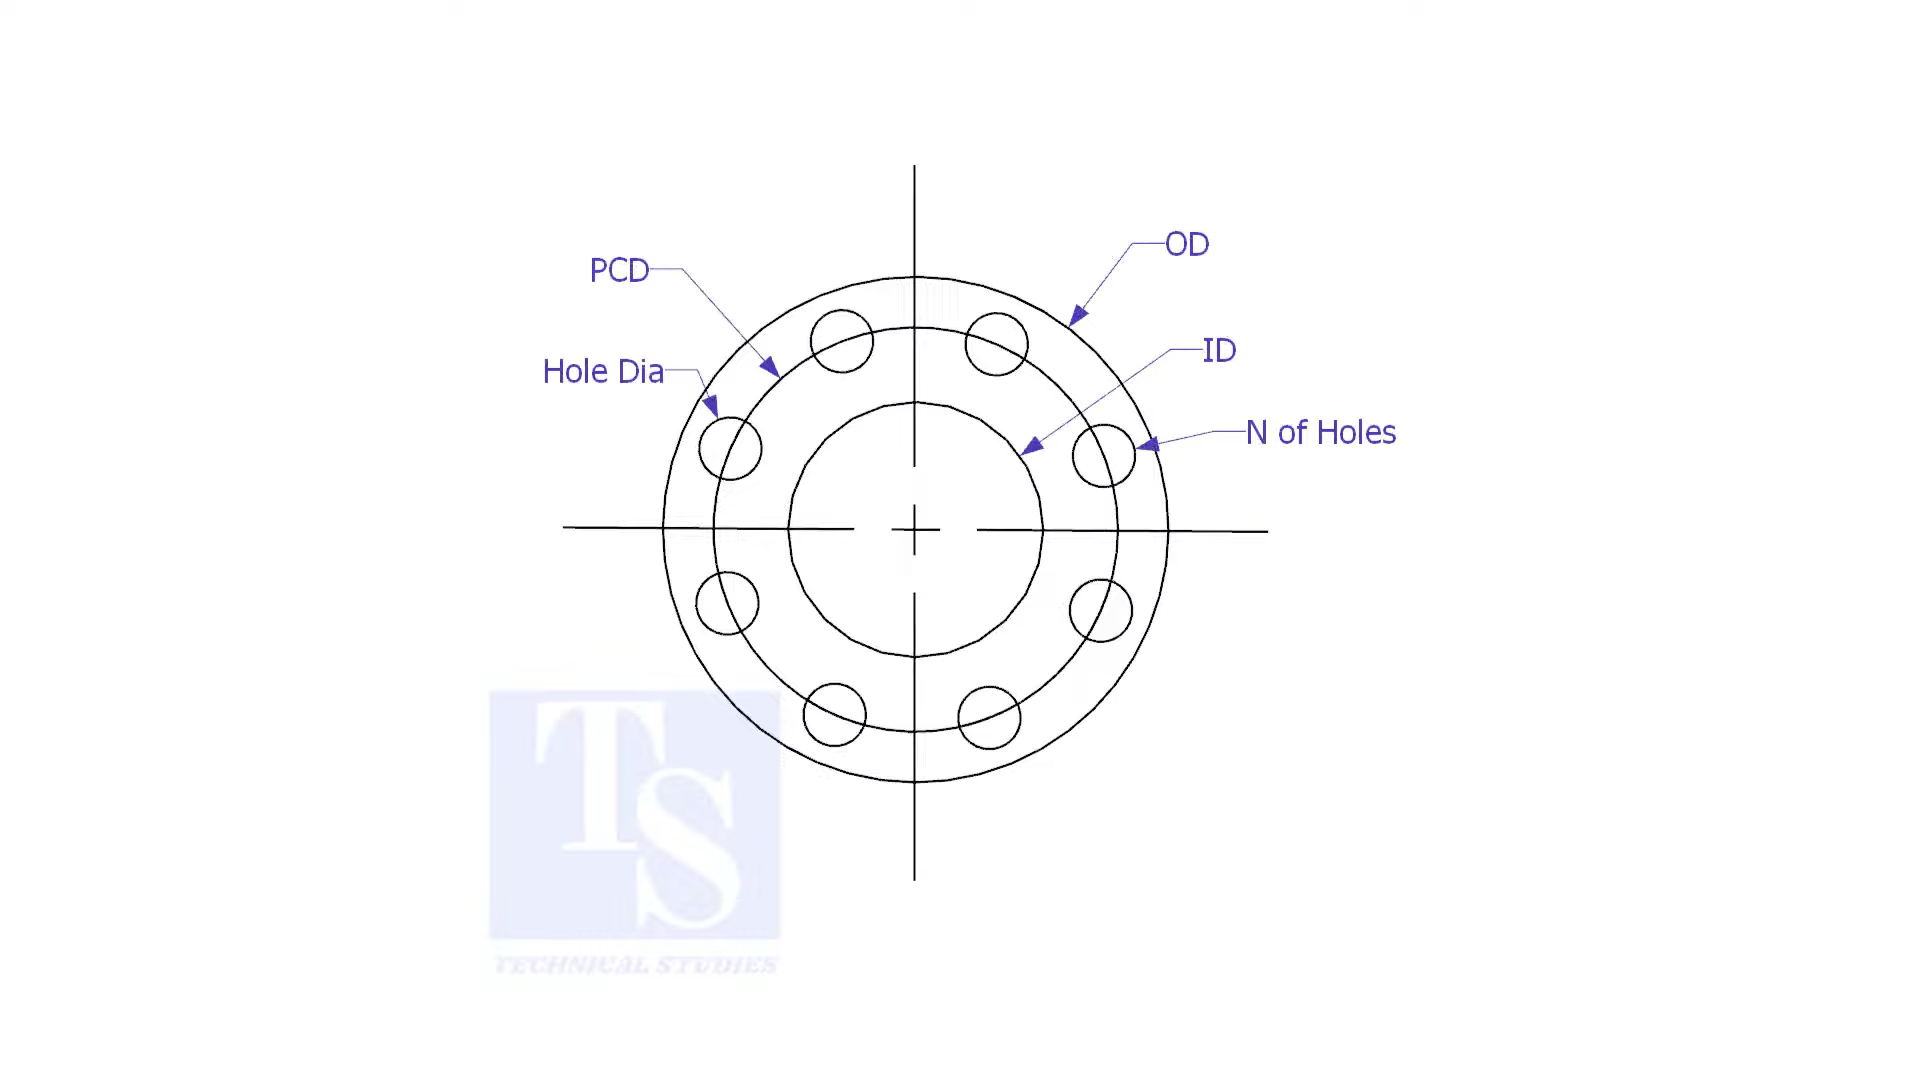 OD
PCD
ID
Hole Dia
N of Holes
TS
TECHNICAL STUDIES